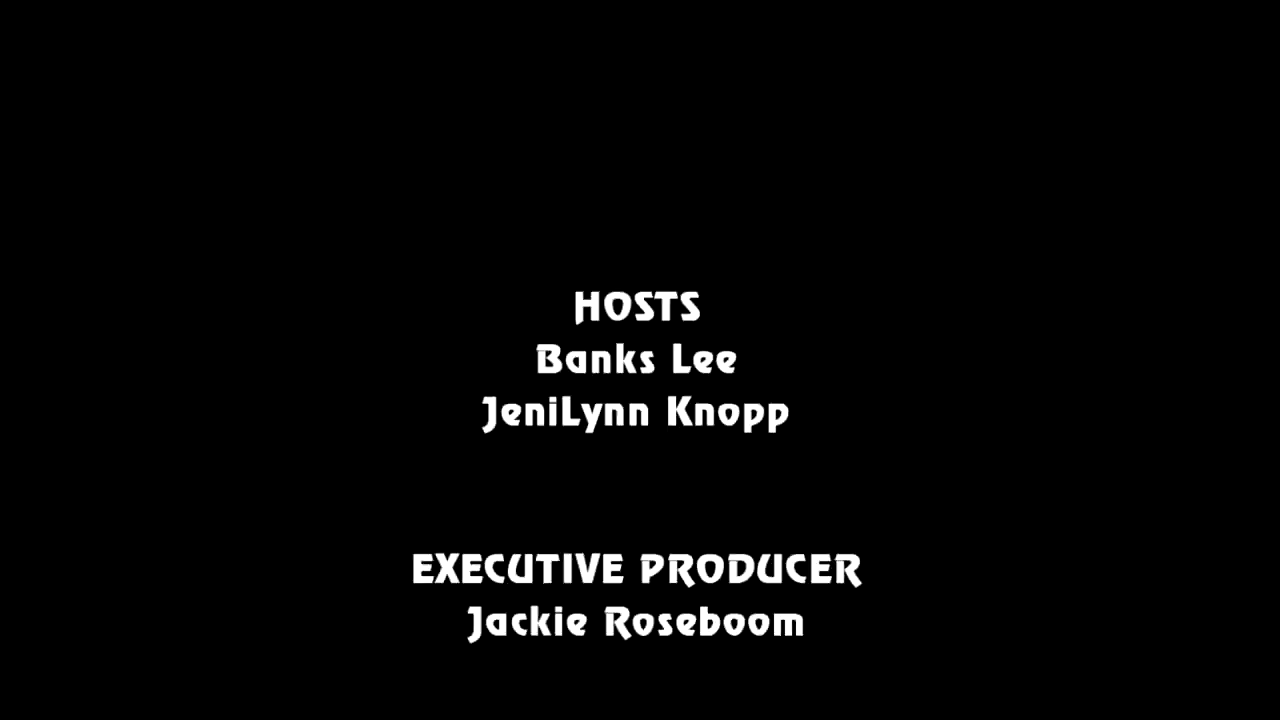 HOSTS
Banks Lee
JeniLynn Knopp
EXECUTIVE PRODUCER
Jackie Roseboom